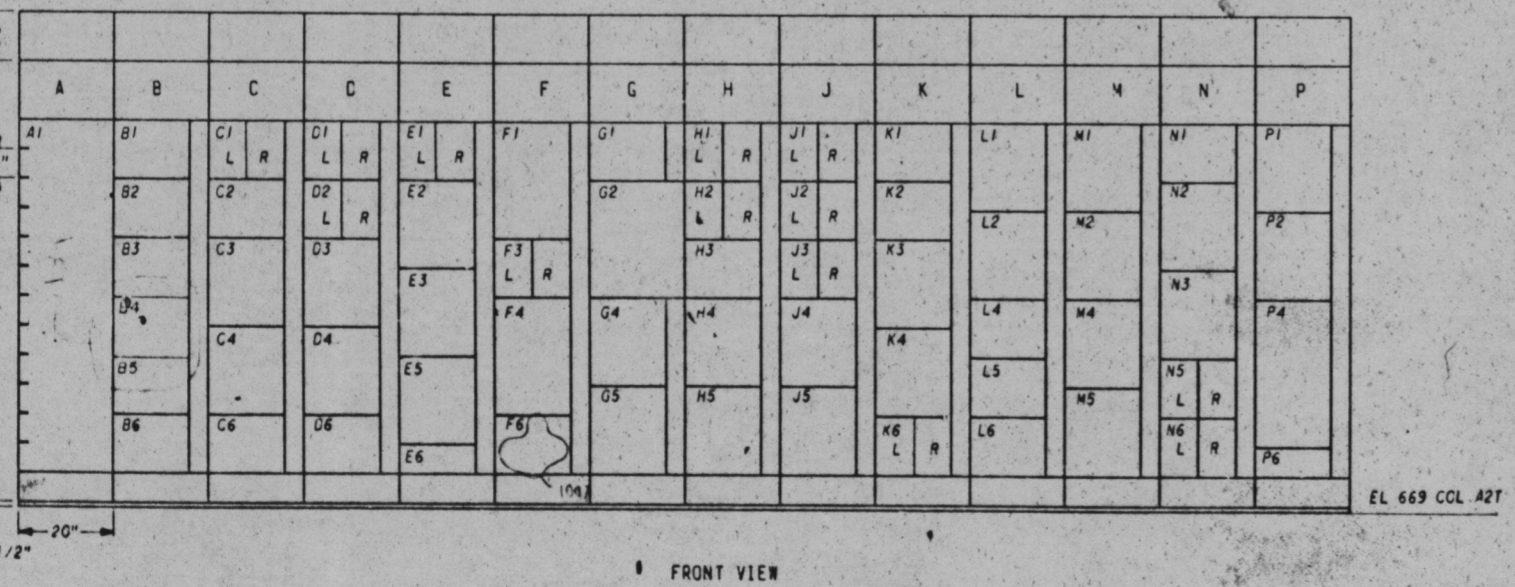 A B C C E F G H J K L M N P
A1 B1 C1 D1 E1 F1 G1 H1 J1 K1 L1 M1 N1 P1
L R L R L R L R L R
B2 C2 D2 E2 G2 H2 J2 K2 L2 M2 N2 P2
L R L R L R
B3 C3 D3 E3 F3 H3 J3 K3 N3
L R L R
B4 C4 D4 F4 G4 H4 J4 K4 L4 M4 P4
B5 E5 G5 H5 J5 L5 M5 N5
L R
B6 C6 D6 E6 F6 K6 L6 N6 P6
L R L R
1041
EL 669 COL A2T
20"
/2"
FRONT VIEW